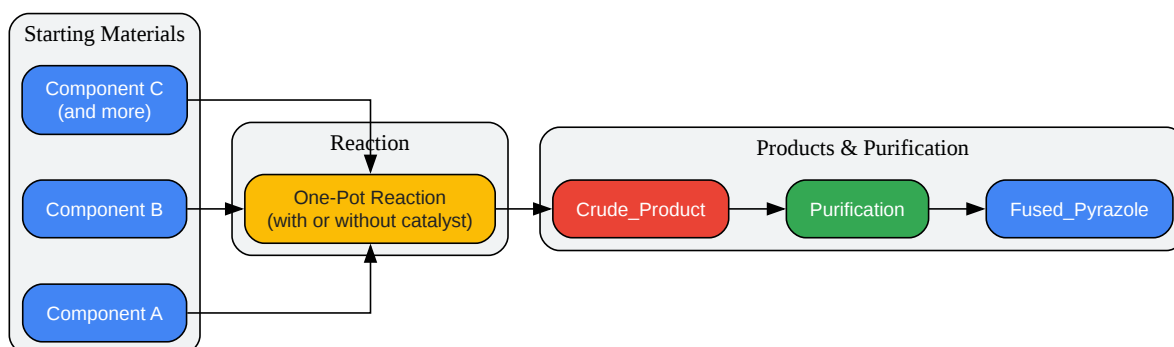 Starting Materials
Component C
(and more)
Component B
Component A
Reaction
One-Pot Reaction
(with or without catalyst)
Products & Purification
Crude_Product
Purification
Fused_Pyrazole